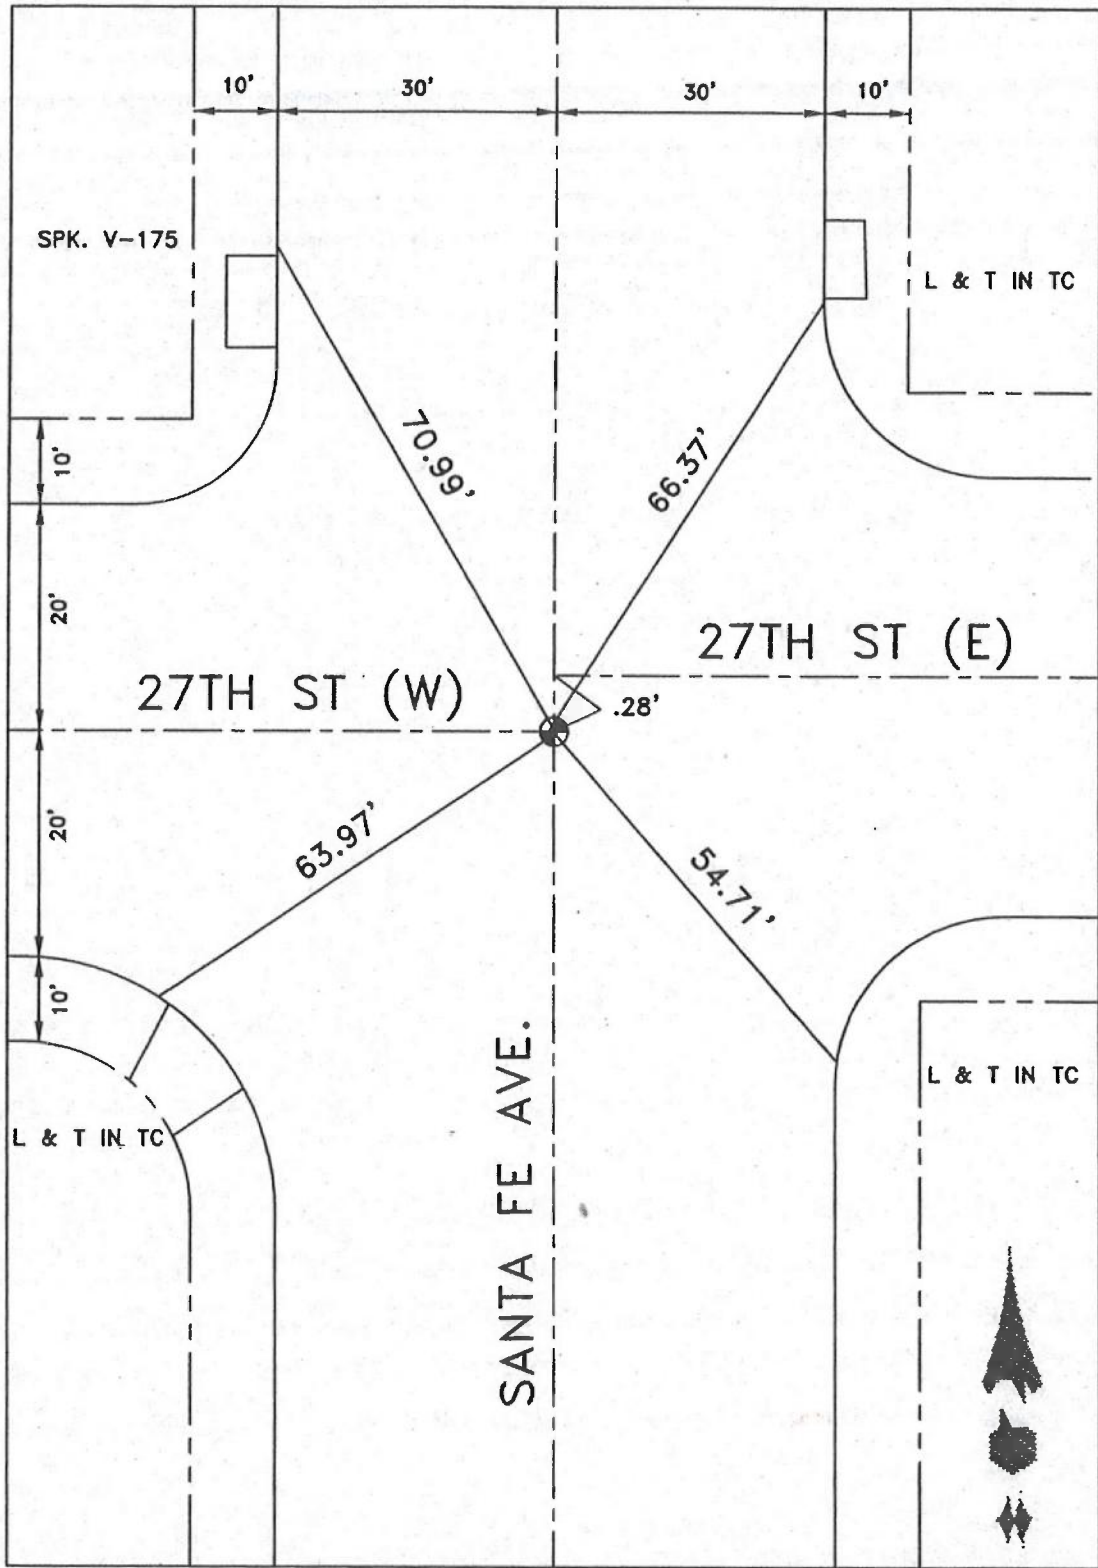 10'
30'
30'
10'
SPK. V-175
L & T IN TC
70.99'
66.37'
10'
20'
27TH ST (E)
27TH ST (W)
.28'
20'
63.97'
54.71'
10'
SANTA FE AVE.
L & T IN TC
L & T IN TC